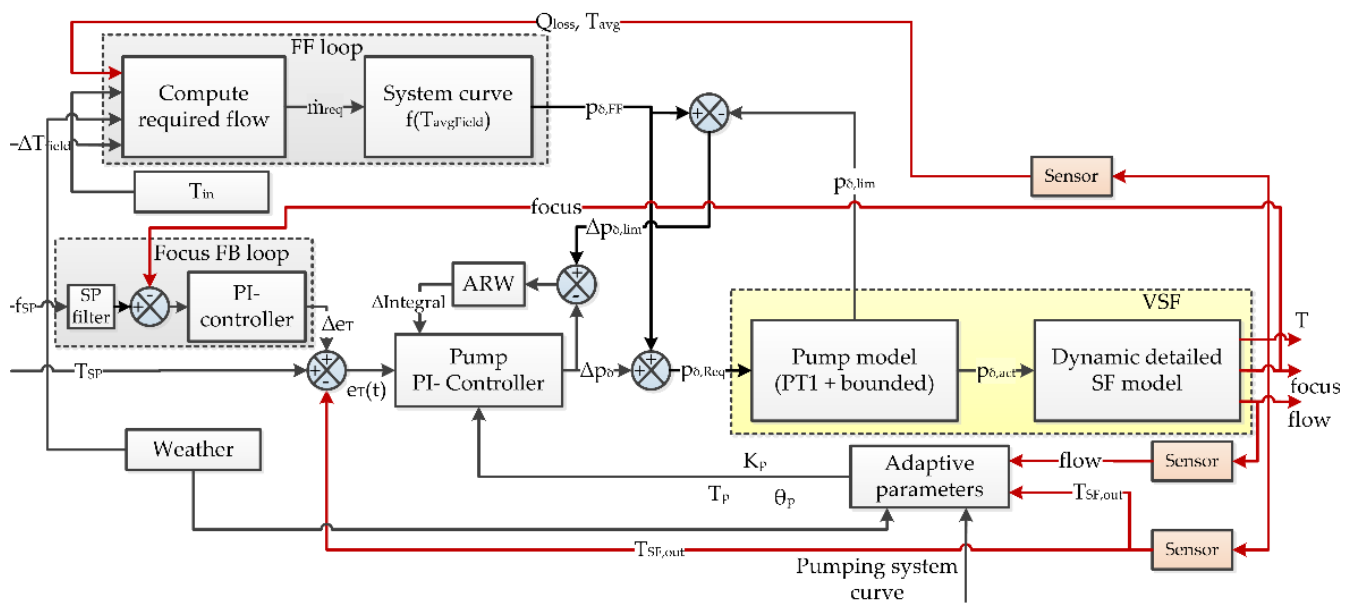 Qloss, Tavg
FF loop
Compute
required flow
ṁreq
System curve
f(TavgField)
pδ,FF
+
-
-ΔTfield
Tin
Sensor
pδ,lim
focus
Δpδ,lim
Focus FB loop
-
+
-fSP
SP
filter
+
PI-
controller
ΔeT
ΔIntegral
ARW
-
VSF
T
TSP
+
+
-
eT(t)
Pump
PI- Controller
Δpδ
+
+
pδ,Req
Pump model
(PT1 + bounded)
pδ,act
Dynamic detailed
SF model
focus
flow
Weather
Kp
Tp
θp
Adaptive
parameters
flow
Sensor
TSF,out
TSF,out
Sensor
Pumping system
curve